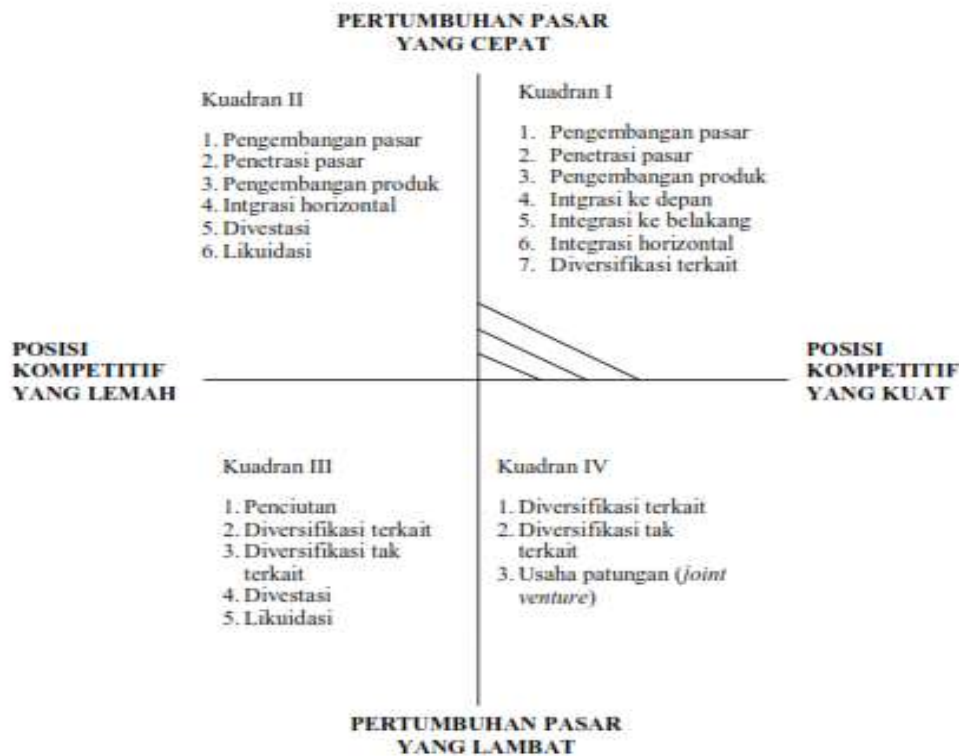 PERTUMBUHAN PASAR
YANG CEPAT
Kuadran II
1. Pengembangan pasar
2. Penetrasi pasar
3. Pengembangan produk
4. Intgrasi horizontal
5. Divestasi
6. Likuidasi
Kuadran I
1. Pengembangan pasar
2. Penetrasi pasar
3. Pengembangan produk
4. Intgrasi ke depan
5. Integrasi ke belakang
6. Integrasi horizontal
7. Diversifikasi terkait
POSISI
KOMPETITIF
YANG LEMAH
POSISI
KOMPETITIF
YANG KUAT
Kuadran III
1. Penciutan
2. Diversifikasi terkait
3. Diversifikasi tak
terkait
4. Divestasi
5. Likuidasi
Kuadran IV
1. Diversifikasi terkait
2. Diversifikasi tak
terkait
3. Usaha patungan (joint
venture)
PERTUMBUHAN PASAR
YANG LAMBAT